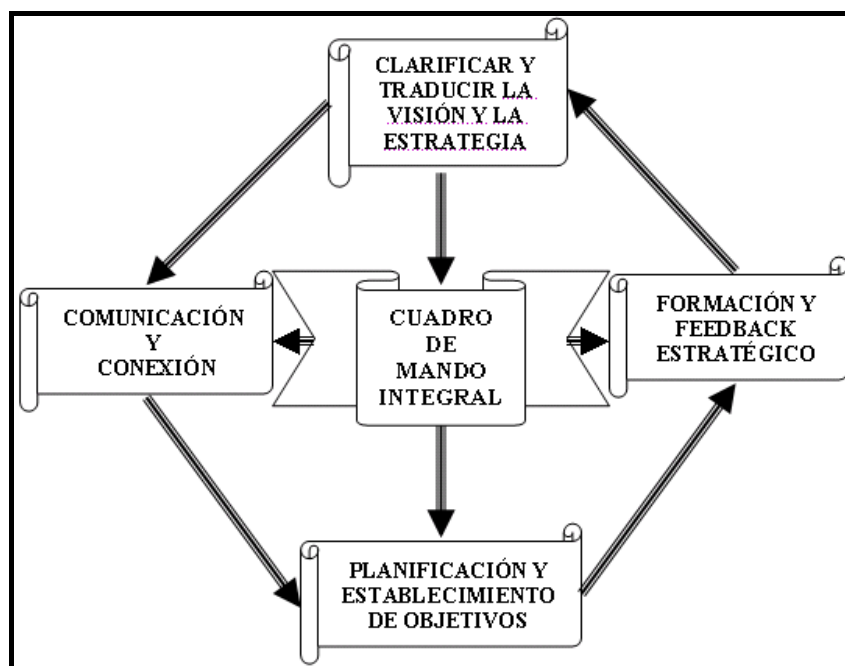 CLARIFICAR Y
TRADUCIR LA
VISIÓN Y LA
ESTRATEGIA
COMUNICACIÓN
Y
CONEXIÓN
CUADRO
DE
MANDO
INTEGRAL
FORMACIÓN Y
FEEDBACK
ESTRATÉGICO
PLANIFICACIÓN Y
ESTABLECIMIENTO
DE OBJETIVOS